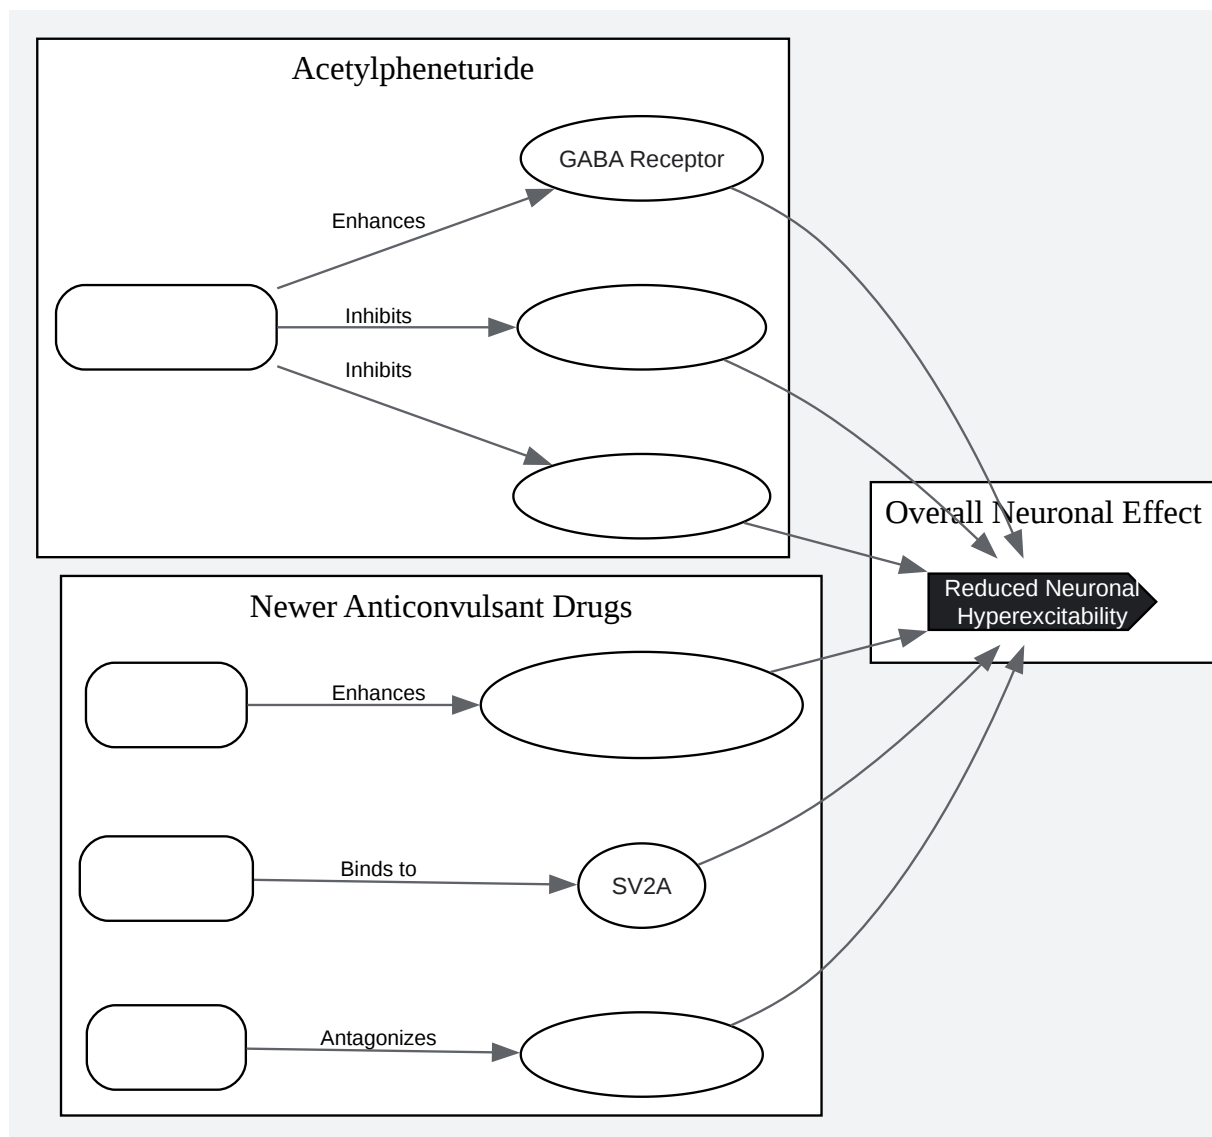 Acetylpheneturide
GABA Receptor
Enhances
Inhibits
Inhibits
Overall Neuronal Effect
Reduced Neuronal
Hyperexcitability
Newer Anticonvulsant Drugs
Enhances
Binds to
SV2A
Antagonizes